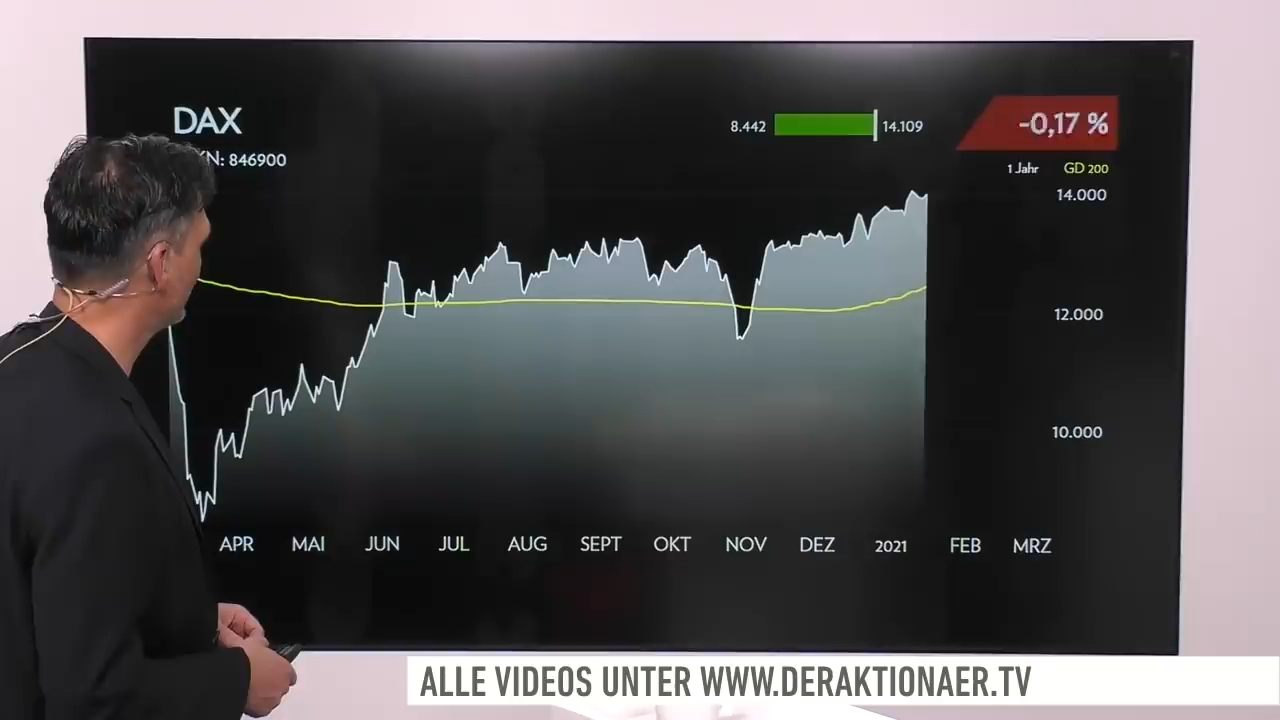 DAX
KN: 846900
8.442
14.109
-0,17 %
1 Jahr GD 200
14.000
12.000
10.000
APR MAI JUN JUL AUG SEPT OKT NOV DEZ 2021 FEB MRZ
ALLE VIDEOS UNTER WWW.DERAKTIONAER.TV